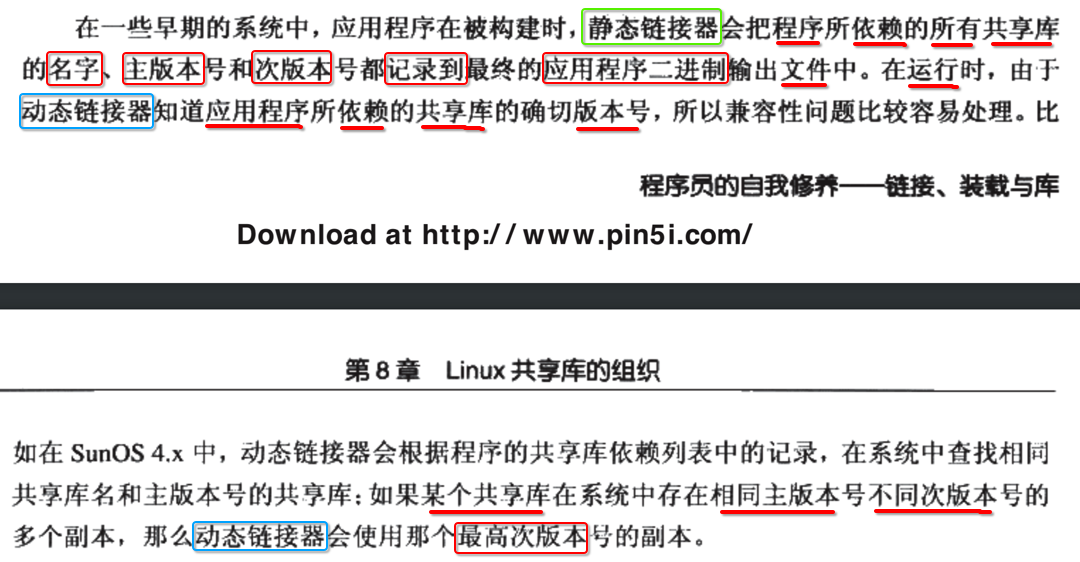 在一些早期的系统中，应用程序在被构建时，静态链接器会把程序所依赖的所有共享库
的名字、主版本号和次版本号都记录到最终的应用程序二进制输出文件中。在运行时，由于
动态链接器知道应用程序所依赖的共享库的确切版本号，所以兼容性问题比较容易处理。比
程序员的自我修养——链接、装载与库
Download at http://www.pin5i.com/
第 8 章 Linux 共享库的组织
如在 SunOS 4.x 中，动态链接器会根据程序的共享库依赖列表中的记录，在系统中查找相同
共享库名和主版本号的共享库；如果某个共享库在系统中存在相同主版本号不同次版本号的
多个副本，那么动态链接器会使用那个最高次版本号的副本。